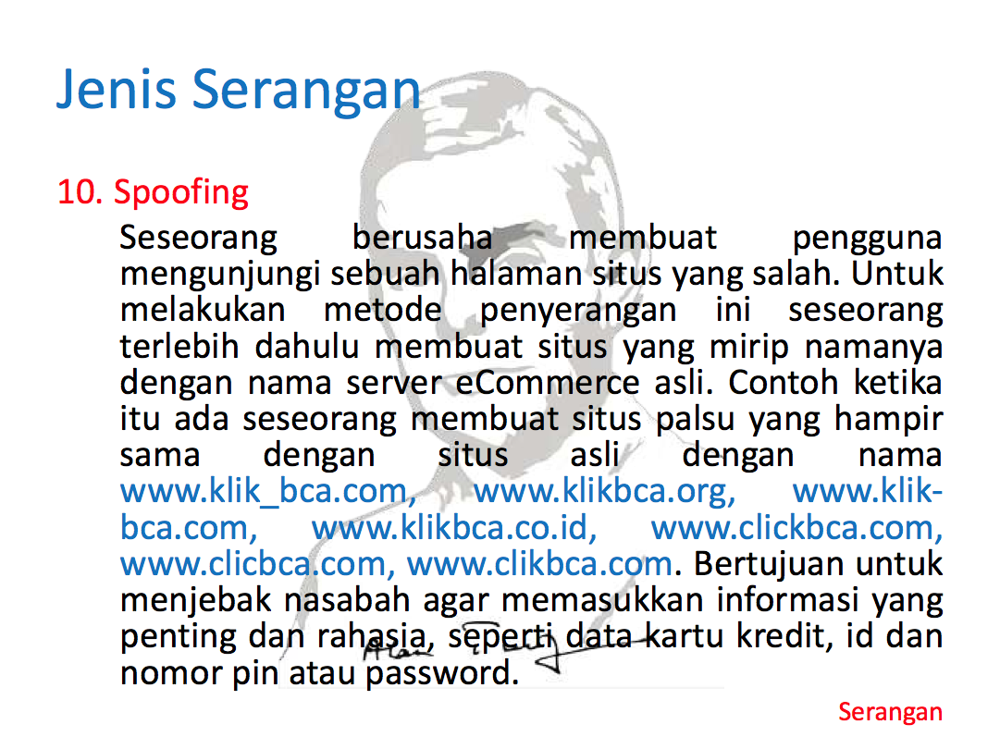 Jenis Serangan
10. Spoofing
Seseorang berusaha membuat pengguna
mengunjungi sebuah halaman situs yang salah. Untuk
melakukan metode penyerangan ini seseorang
terlebih dahulu membuat situs yang mirip namanya
dengan nama server eCommerce asli. Contoh ketika
itu ada seseorang membuat situs palsu yang hampir
sama dengan situs asli dengan nama
www.klik_bca.com, www.klikbca.org, www.klik-
bca.com, www.klikbca.co.id, www.clickbca.com,
www.clicbca.com, www.clikbca.com. Bertujuan untuk
menjebak nasabah agar memasukkan informasi yang
penting dan rahasia, seperti data kartu kredit, id dan
nomor pin atau password.
Serangan